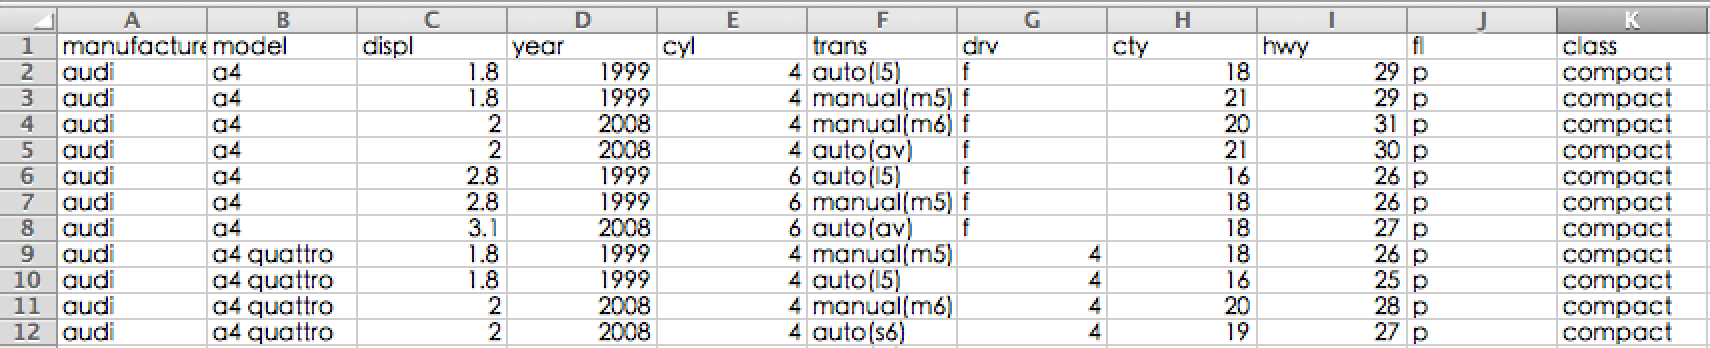 A B C D E F G H I J K
1 manufacture model displ year cyl trans drv cty hwy fl class
2 audi a4 1.8 1999 4 auto(l5) f 18 29 p compact
3 audi a4 1.8 1999 4 manual(m5) f 21 29 p compact
4 audi a4 2 2008 4 manual(m6) f 20 31 p compact
5 audi a4 2 2008 4 auto(av) f 21 30 p compact
6 audi a4 2.8 1999 6 auto(l5) f 16 26 p compact
7 audi a4 2.8 1999 6 manual(m5) f 18 26 p compact
8 audi a4 3.1 2008 6 auto(av) f 18 27 p compact
9 audi a4 quattro 1.8 1999 4 manual(m5) 4 18 26 p compact
10 audi a4 quattro 1.8 1999 4 auto(l5) 4 16 25 p compact
11 audi a4 quattro 2 2008 4 manual(m6) 4 20 28 p compact
12 audi a4 quattro 2 2008 4 auto(s6) 4 19 27 p compact